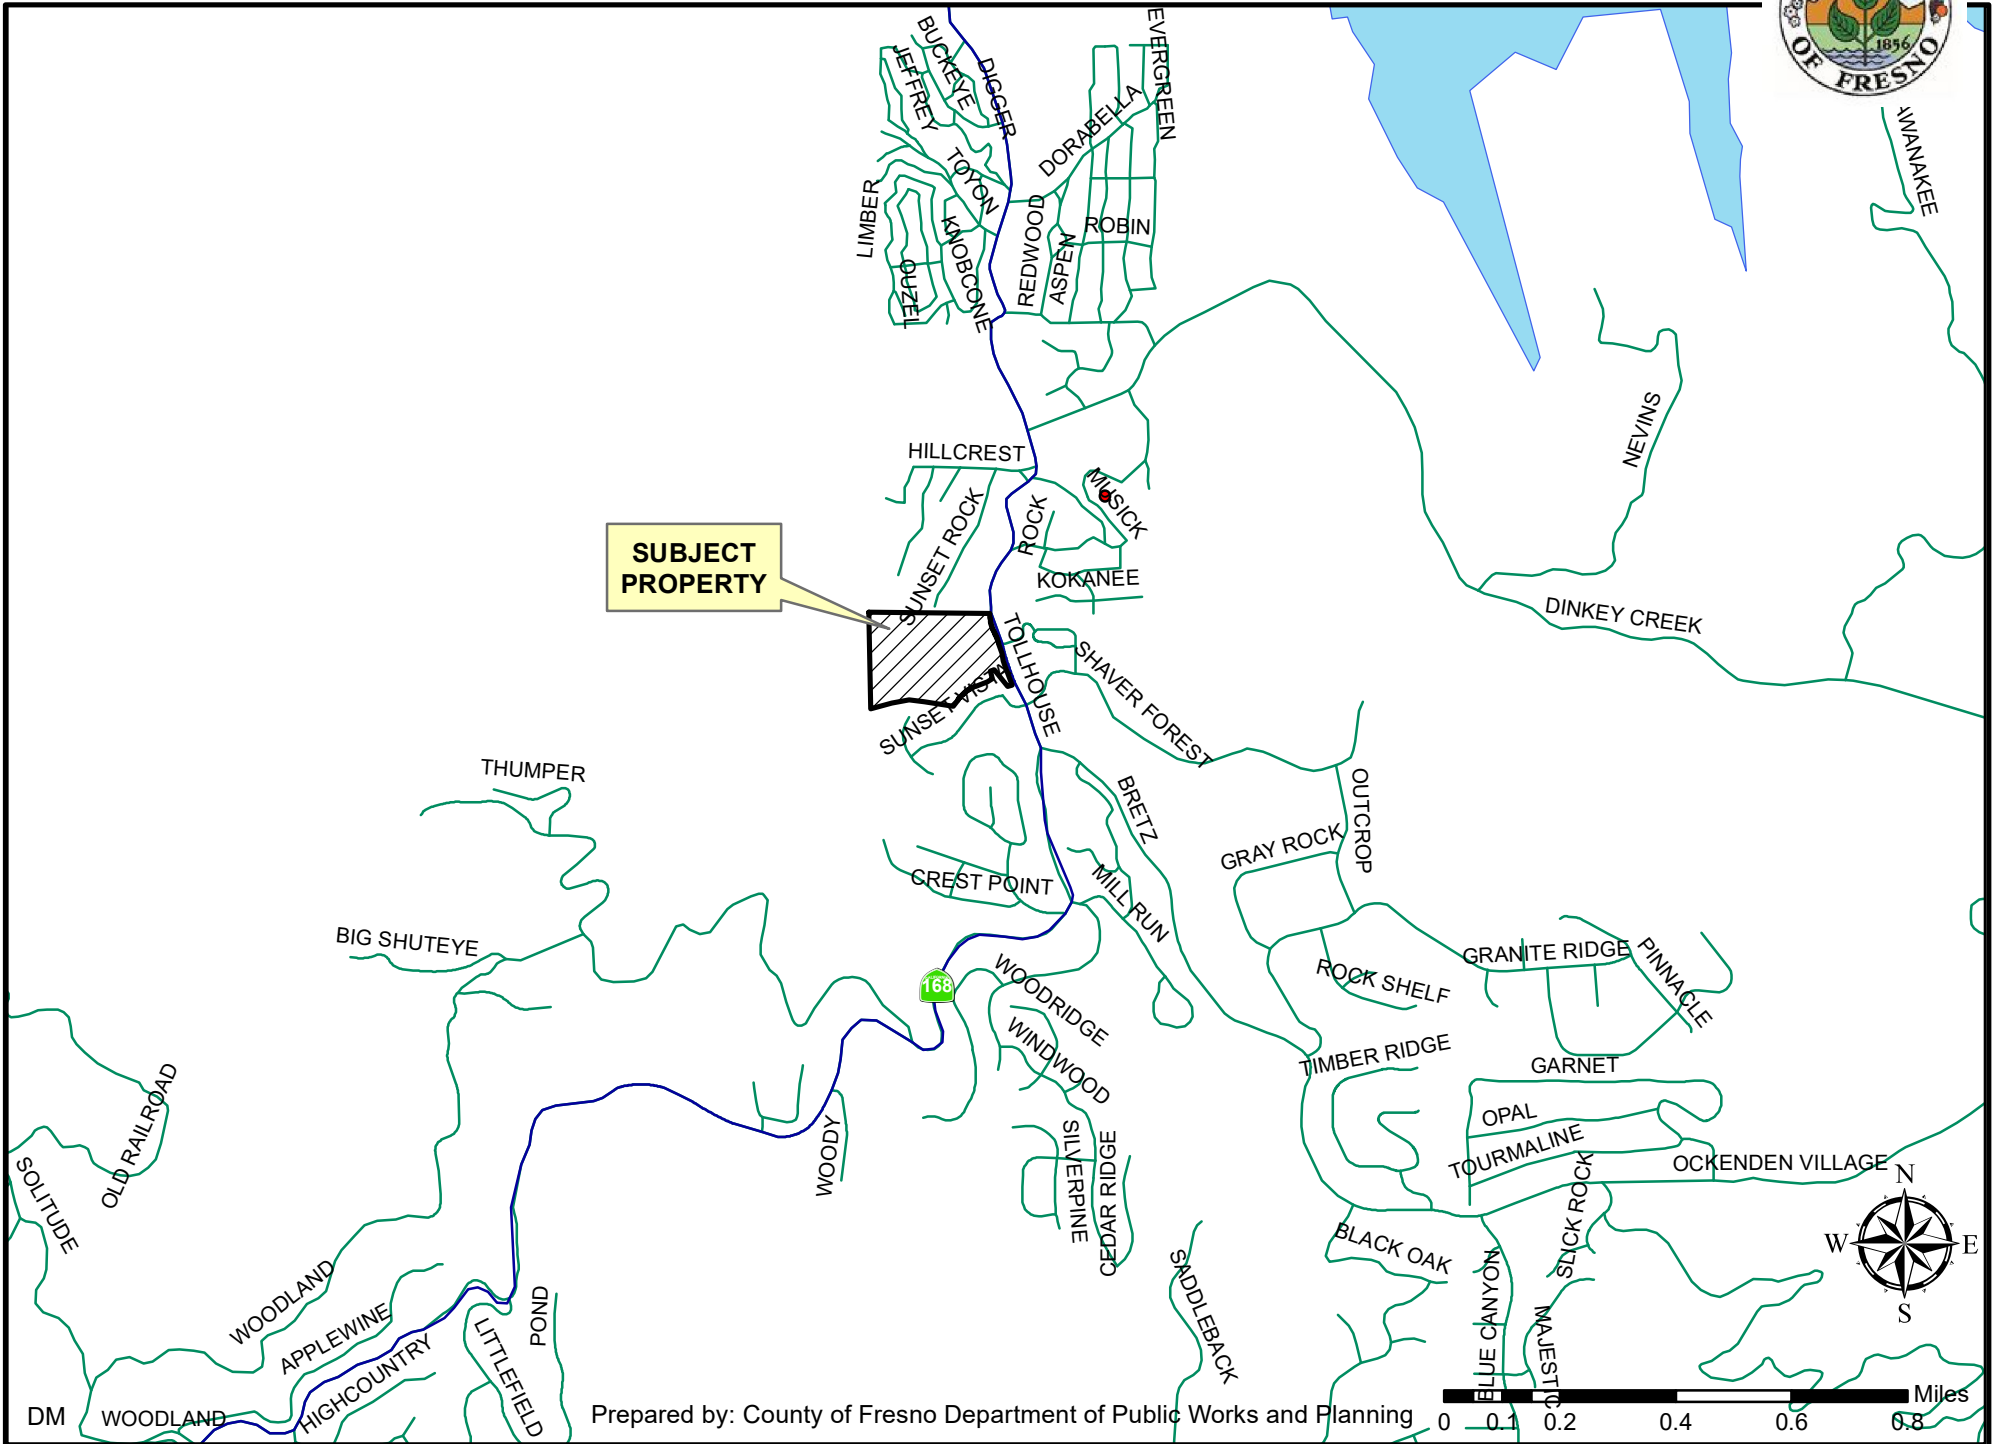 1856
OF FRESNO
EVERGREEN
BUCKEYE
JEFFREY
DIGGER
DORABELLA
TOYON
LIMBER
KNOBCONE
OUZEL
REDWOOD
ASPEN
ROBIN
HILLCREST
MUSICK
ROCK
SUNSET ROCK
NEVINS
SUBJECT
PROPERTY
KOKANEE
DINKEY CREEK
TOLLHOUSE
SHAVER FOREST
SUNSET VISTA
THUMPER
BRETZ
OUTCROP
GRAY ROCK
CREST POINT
MILL RUN
BIG SHUTEYE
GRANITE RIDGE
PINNACLE
168
WOODRIDGE
ROCK SHELF
WINDWOOD
TIMBER RIDGE
GARNET
OLD RAILROAD
OPAL
TOURMALINE
WOODY
SILVERPINE
CEDAR RIDGE
OCKENDEN VILLAGE
SOLITUDE
SLICK ROCK
BLACK OAK
N
W
E
S
SADDLEBACK
BLUE CANYON
MAJESTIC
WOODLAND
APPLEWINE
POND
LITTLEFIELD
HIGHCOUNTRY
DM
WOODLAND
Prepared by: County of Fresno Department of Public Works and Planning
Miles
0 0.1 0.2 0.4 0.6 0.8